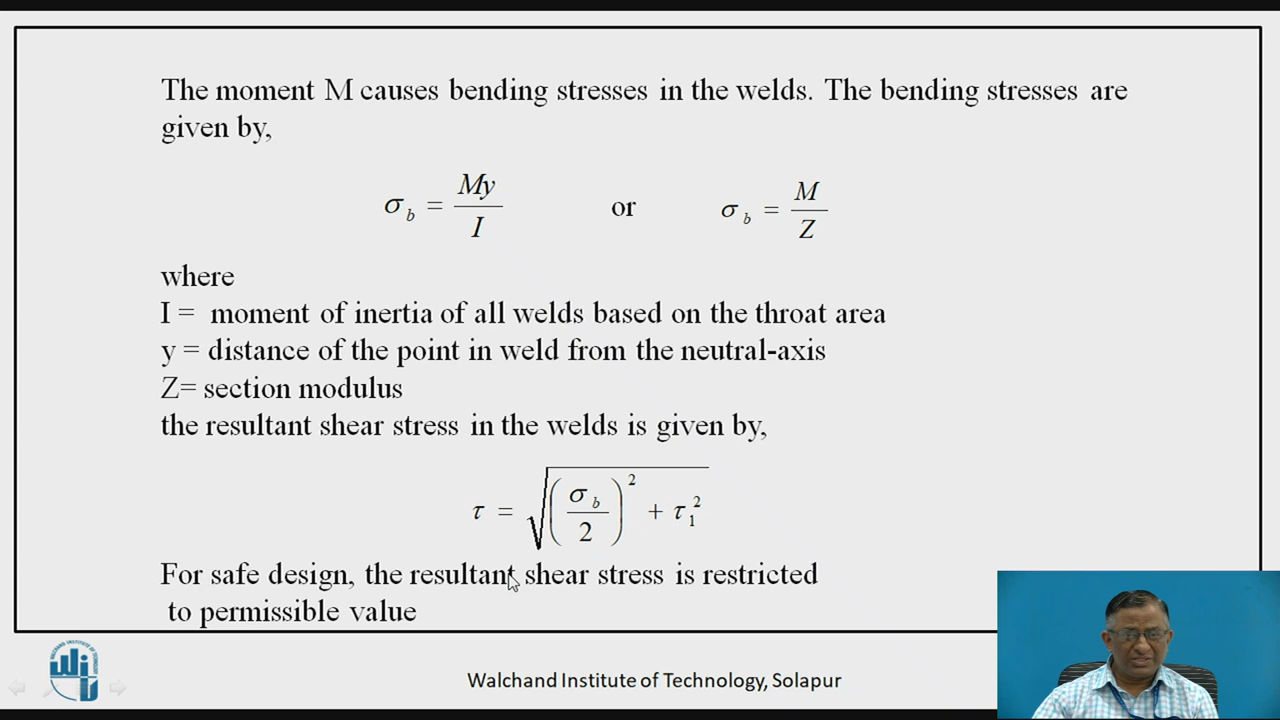 The moment M causes bending stresses in the welds. The bending stresses are
given by,
σ_b = My/I or σ_b = M/Z
where
I = moment of inertia of all welds based on the throat area
y = distance of the point in weld from the neutral-axis
Z= section modulus
the resultant shear stress in the welds is given by,
τ = √((σ_b/2)² + τ₁²)
For safe design, the resultant shear stress is restricted
to permissible value
Walchand Institute of Technology, Solapur